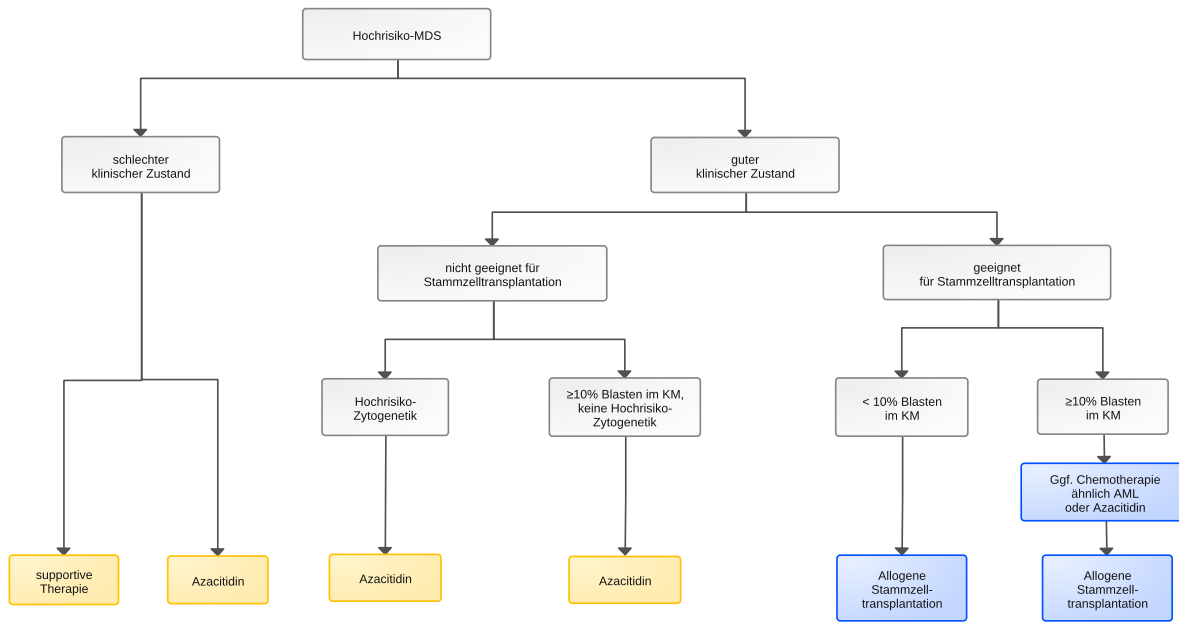 Hochrisiko-MDS
schlechter
klinischer Zustand
guter
klinischer Zustand
nicht geeignet für
Stammzelltransplantation
geeignet
für Stammzelltransplantation
Hochrisiko-
Zytogenetik
≥10% Blasten im KM,
keine Hochrisiko-
Zytogenetik
< 10% Blasten
im KM
≥10% Blasten
im KM
Ggf. Chemotherapie
ähnlich AML
oder Azacitidin
supportive
Therapie
Azacitidin
Azacitidin
Azacitidin
Allogene
Stammzell-
transplantation
Allogene
Stammzell-
transplantation